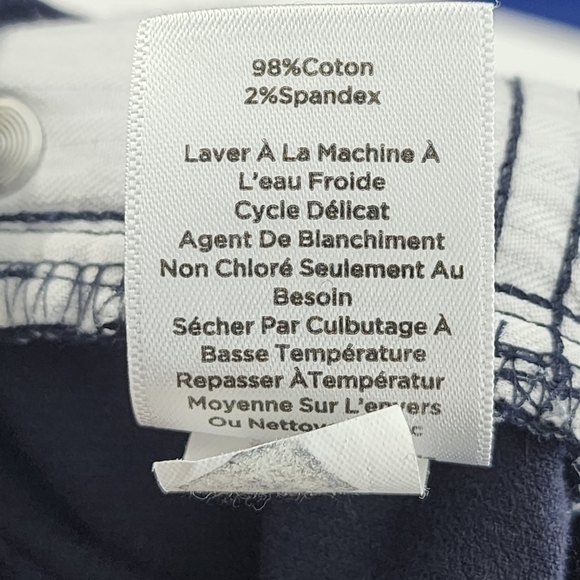 98%Coton
2%Spandex
Laver À La Machine À
L'eau Froide
Cycle Délicat
Agent De Blanchiment
Non Chloré Seulement Au
Besoin
Sécher Par Culbutage À
Basse Température
Repasser ÀTempératur
Moyenne Sur L'envers
Ou